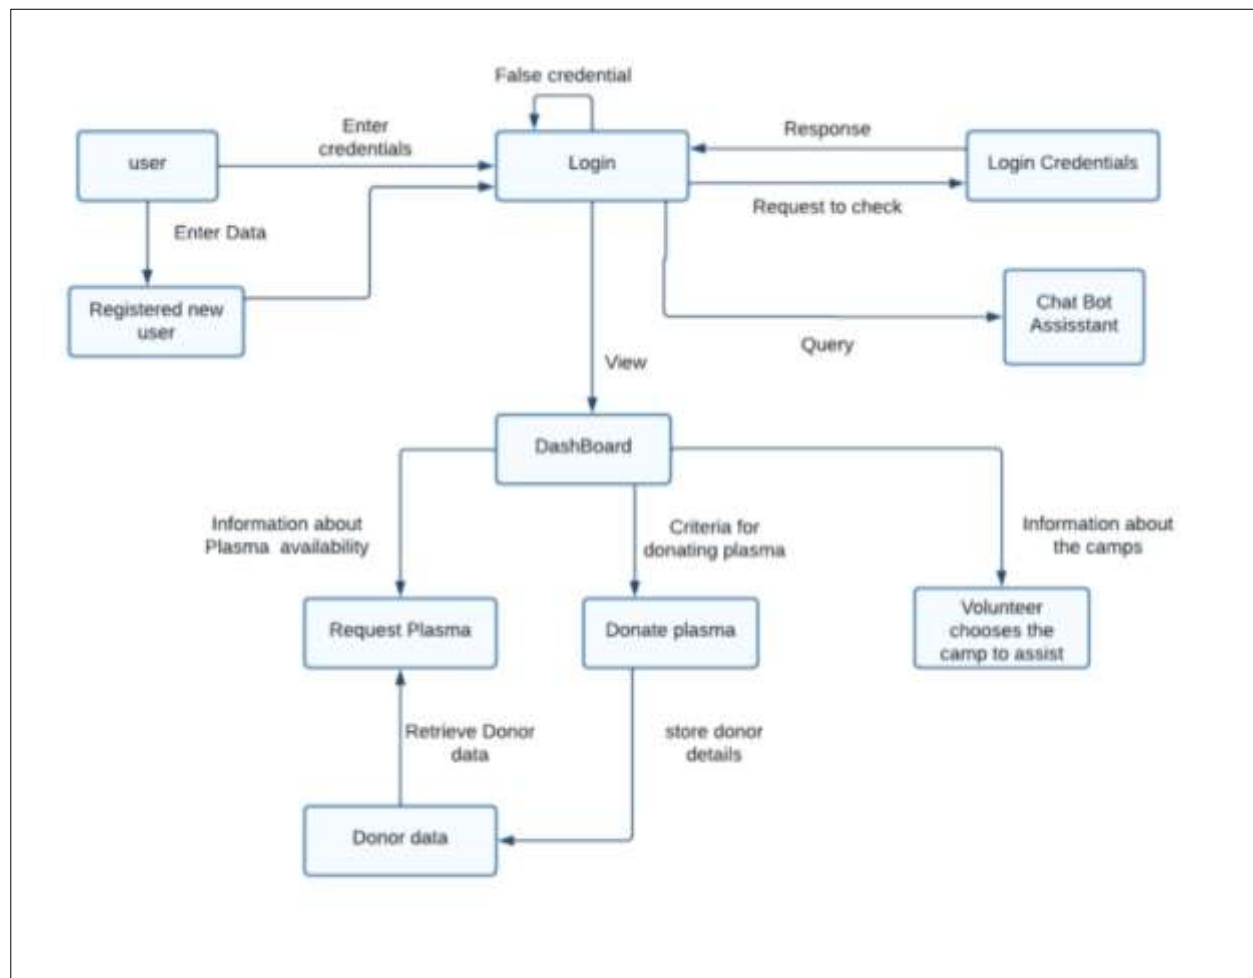 False credential
Enter
credentials
Response
user
Login
Login Credentials
Request to check
Enter Data
Registered new
user
Chat Bot
Assisstant
Query
View
DashBoard
Information about
Plasma availability
Criteria for
donating plasma
Information about
the camps
Request Plasma
Donate plasma
Volunteer
chooses the
camp to assist
Retrieve Donor
data
store donor
details
Donor data